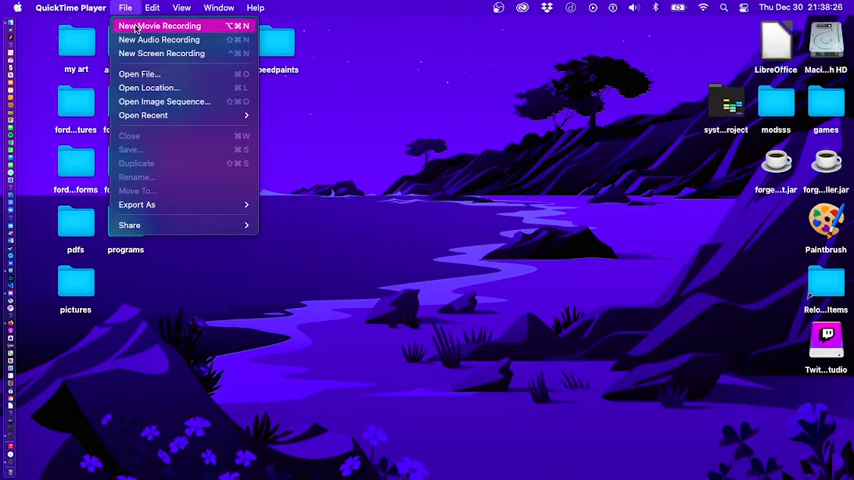 QuickTime Player File Edit View Window Help Thu Dec 30 21:38:26
New Movie Recording ⌥⌘N
New Audio Recording ⇧⌘N
New Screen Recording ^⌘N
Open File... ⌘O
Open Location... ⌘L
Open Image Sequence... ⇧⌘O
Open Recent
Close ⌘W
Save... ⌘S
Duplicate ⇧⌘S
Rename...
Move To...
Export As
Share
my art
ford...tures
ford...forms
pdfs
programs
pictures
eedpaints
LibreOffice
Maci...h HD
syst...roject
modsss
games
forge...t.jar
forg...ller.jar
Paintbrush
Relo...Items
Twit...tudio